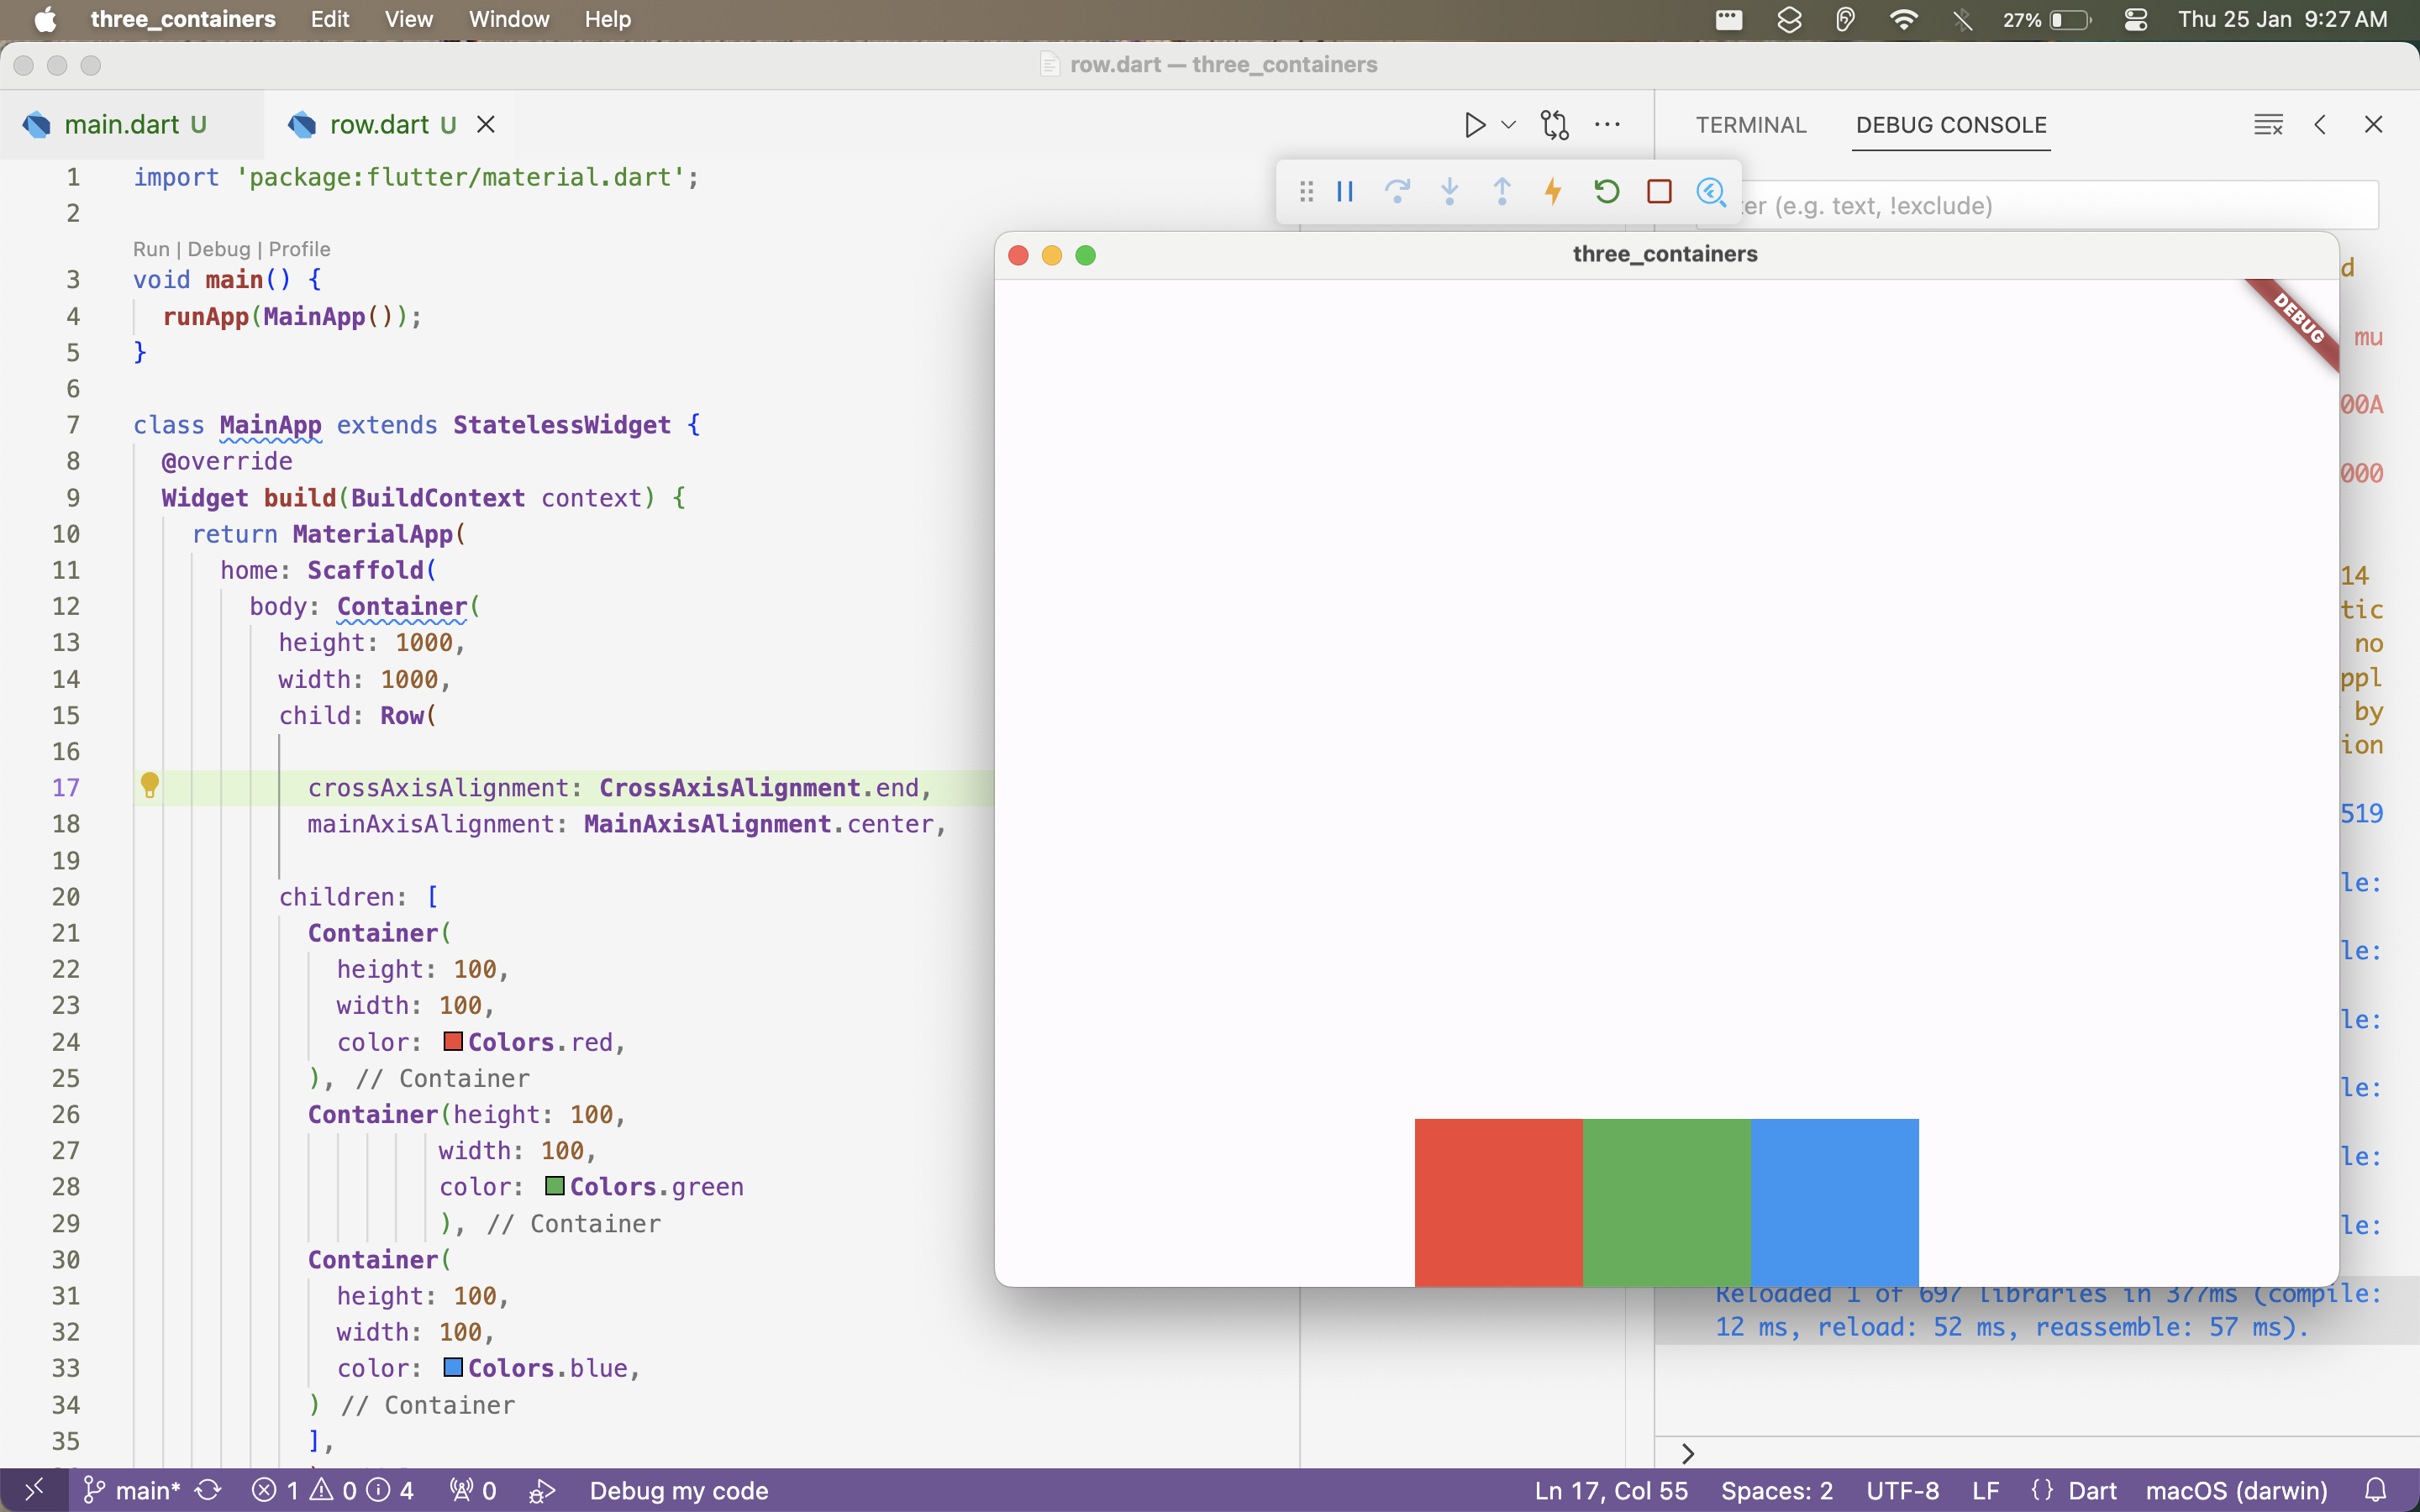 three_containers Edit View Window Help 27% Thu 25 Jan 9:27 AM
row.dart — three_containers
main.dart U row.dart U
TERMINAL DEBUG CONSOLE
(e.g. text, !exclude)
1 import 'package:flutter/material.dart';
2
Run | Debug | Profile
3 void main() {
4 runApp(MainApp());
5 }
6
7 class MainApp extends StatelessWidget {
8 @override
9 Widget build(BuildContext context) {
10 return MaterialApp(
11 home: Scaffold(
12 body: Container(
13 height: 1000,
14 width: 1000,
15 child: Row(
16
17 crossAxisAlignment: CrossAxisAlignment.end,
18 mainAxisAlignment: MainAxisAlignment.center,
19
20 children: [
21 Container(
22 height: 100,
23 width: 100,
24 color: Colors.red,
25 ), // Container
26 Container(height: 100,
27 width: 100,
28 color: Colors.green
29 ), // Container
30 Container(
31 height: 100,
32 width: 100,
33 color: Colors.blue,
34 ) // Container
35 ],
three_containers
DEBUG
d
mu
00A
000
14
tic
no
ppl
by
ion
519
le:
le:
le:
le:
le:
le:
Reloaded 1 of 697 libraries in 377ms (compile:
12 ms, reload: 52 ms, reassemble: 57 ms).
main* 1 0 4 0 Debug my code Ln 17, Col 55 Spaces: 2 UTF-8 LF {} Dart macOS (darwin)